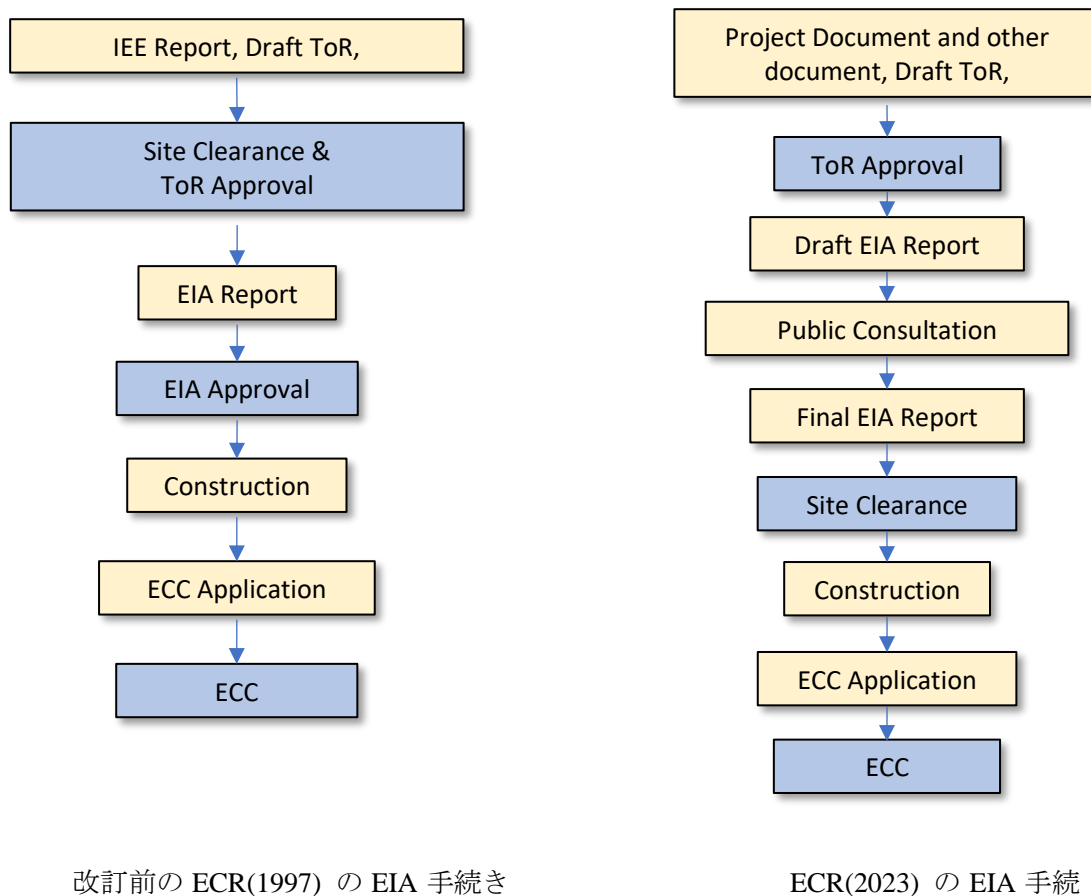 IEE Report, Draft ToR,
Site Clearance &
ToR Approval
EIA Report
EIA Approval
Construction
ECC Application
ECC
改訂前の ECR(1997) の EIA 手続き
Project Document and other
document, Draft ToR,
ToR Approval
Draft EIA Report
Public Consultation
Final EIA Report
Site Clearance
Construction
ECC Application
ECC
ECR(2023) の EIA 手続